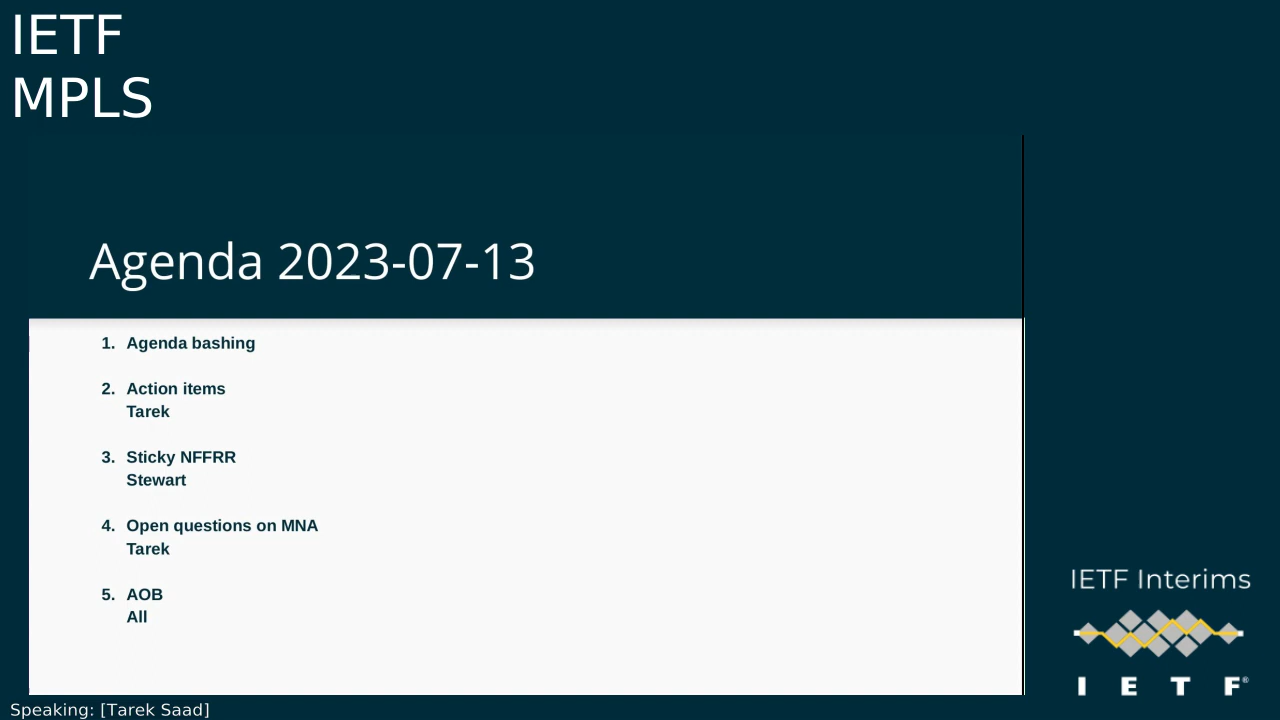 IETF
MPLS
Agenda 2023-07-13
1. Agenda bashing
2. Action items
Tarek
3. Sticky NFFRR
Stewart
4. Open questions on MNA
Tarek
5. AOB
All
IETF Interims
I E T F®
Speaking: [Tarek Saad]